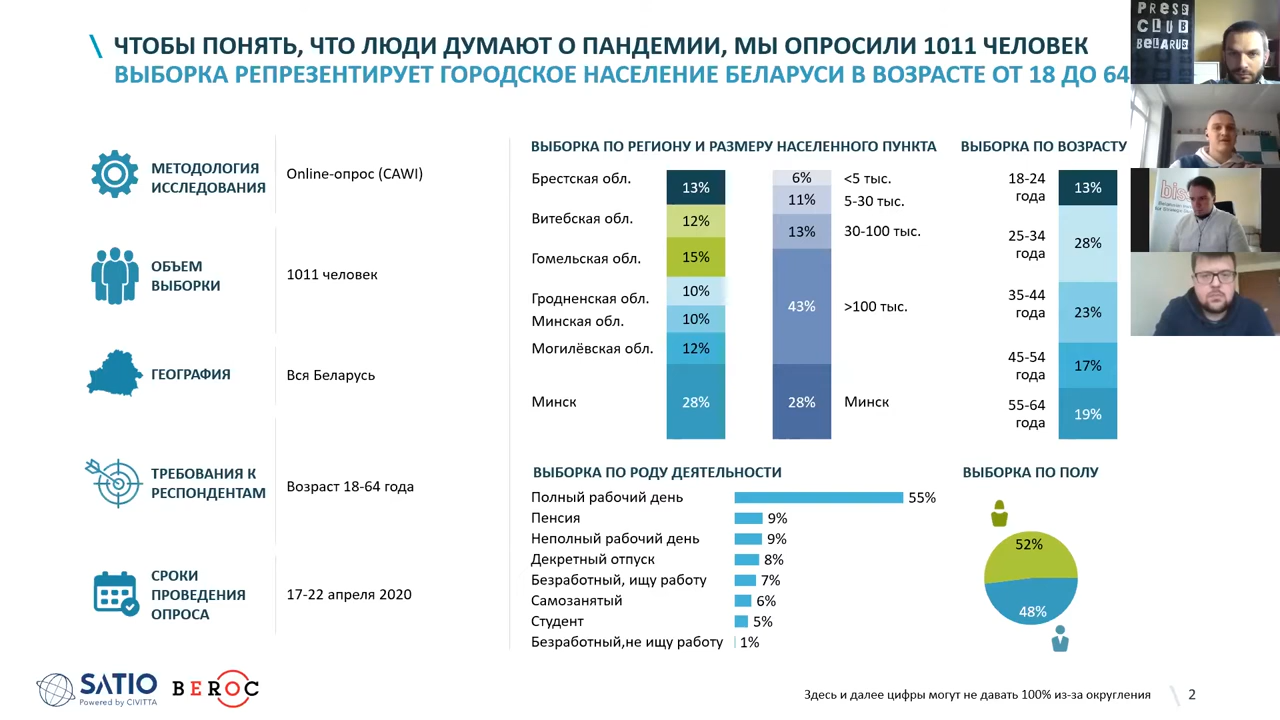 ЧТОБЫ ПОНЯТЬ, ЧТО ЛЮДИ ДУМАЮТ О ПАНДЕМИИ, МЫ ОПРОСИЛИ 1011 ЧЕЛОВЕК
ВЫБОРКА РЕПРЕЗЕНТИРУЕТ ГОРОДСКОЕ НАСЕЛЕНИЕ БЕЛАРУСИ В ВОЗРАСТЕ ОТ 18 ДО 64
PRESS
CLUB
BELARUS
МЕТОДОЛОГИЯ
ИССЛЕДОВАНИЯ
Online-опрос (CAWI)
ОБЪЕМ
ВЫБОРКИ
1011 человек
ГЕОГРАФИЯ
Вся Беларусь
ТРЕБОВАНИЯ К
РЕСПОНДЕНТАМ
Возраст 18-64 года
СРОКИ
ПРОВЕДЕНИЯ
ОПРОСА
17-22 апреля 2020
ВЫБОРКА ПО РЕГИОНУ И РАЗМЕРУ НАСЕЛЕННОГО ПУНКТА
Брестская обл. 13%
Витебская обл. 12%
Гомельская обл. 15%
Гродненская обл. 10%
Минская обл. 10%
Могилёвская обл. 12%
Минск 28%
6% <5 тыс.
11% 5-30 тыс.
13% 30-100 тыс.
43% >100 тыс.
28% Минск
ВЫБОРКА ПО ВОЗРАСТУ
18-24
года 13%
25-34
года 28%
35-44
года 23%
45-54
года 17%
55-64
года 19%
ВЫБОРКА ПО РОДУ ДЕЯТЕЛЬНОСТИ
Полный рабочий день 55%
Пенсия 9%
Неполный рабочий день 9%
Декретный отпуск 8%
Безработный, ищу работу 7%
Самозанятый 6%
Студент 5%
Безработный,не ищу работу 1%
ВЫБОРКА ПО ПОЛУ
52%
48%
SATIO
Powered by CIVITTA
BEROC
Здесь и далее цифры могут не давать 100% из-за округления
2